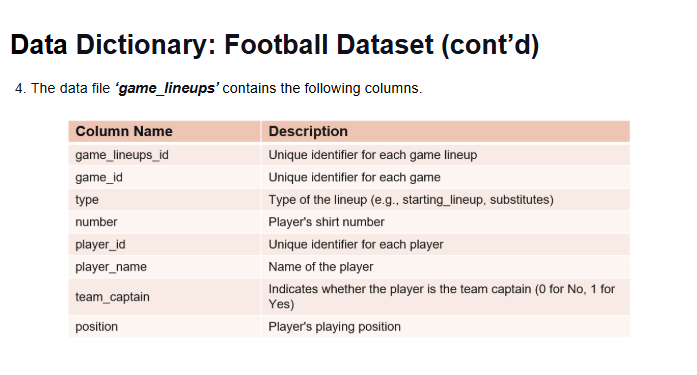 Data Dictionary: Football Dataset (cont’d)
4. The data file ‘game_lineups’ contains the following columns.
Column Name Description
game_lineups_id Unique identifier for each game lineup
game_id Unique identifier for each game
type Type of the lineup (e.g., starting_lineup, substitutes)
number Player's shirt number
player_id Unique identifier for each player
player_name Name of the player
team_captain Indicates whether the player is the team captain (0 for No, 1 for
Yes)
position Player's playing position